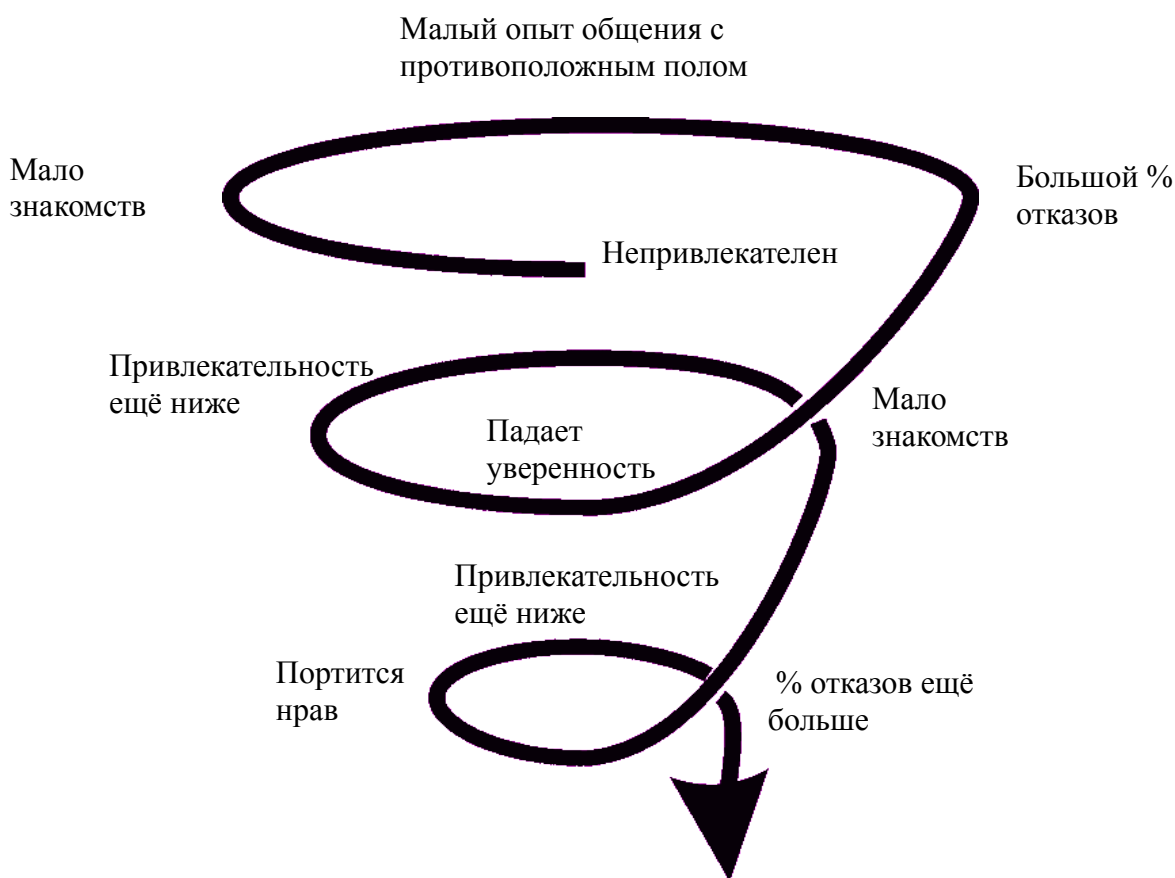 Малый опыт общения с
противоположным полом
Мало
знакомств
Большой %
отказов
Непривлекателен
Привлекательность
ещё ниже
Мало
знакомств
Падает
уверенность
Привлекательность
ещё ниже
Портится
нрав
% отказов ещё
больше